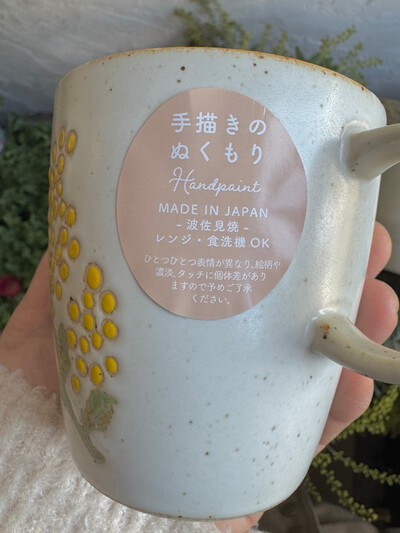 手描きの
ぬくもり
Handpaint
MADE IN JAPAN
- 波佐見焼 -
レンジ・食洗機 OK
ひとつひとつ表情が異なり、絵柄や
濃淡、タッチに個体差があり
ますので予めご了承
ください。